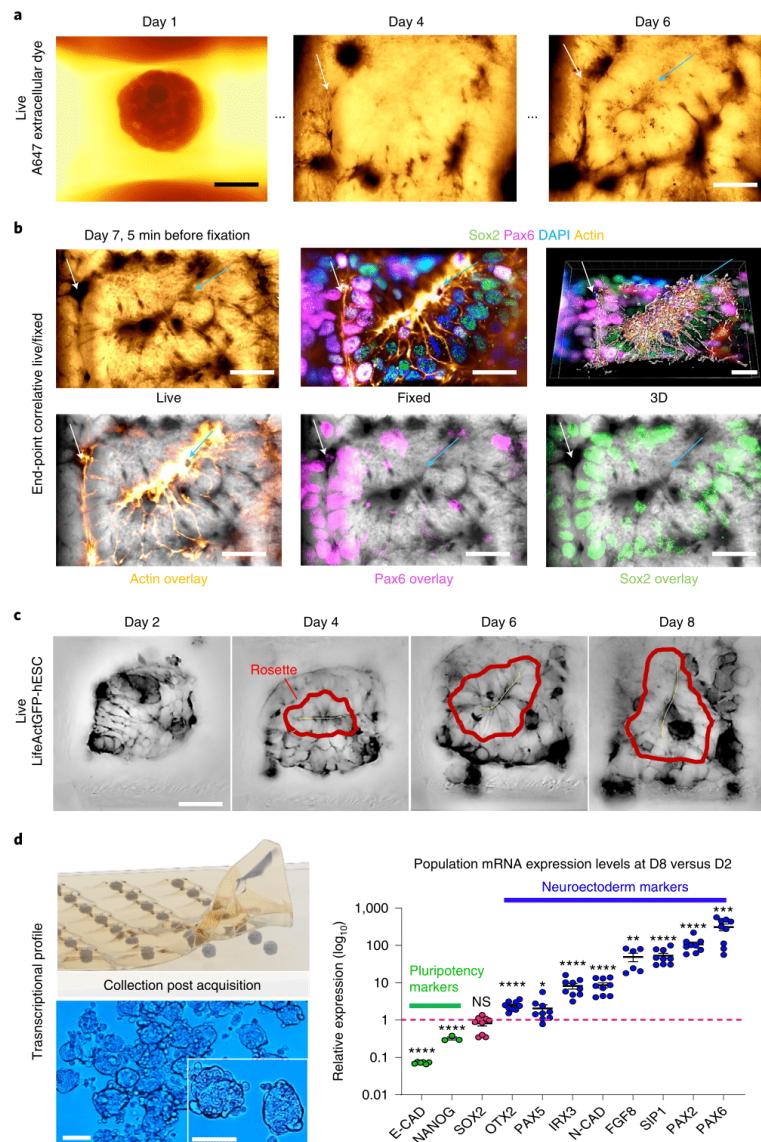 a
Day 1
Day 4
Day 6
Live
A647 extracellular dye
...
...
b
Day 7, 5 min before fixation
Sox2 Pax6 DAPI Actin
End-point correlative live/fixed
Live
Fixed
3D
Actin overlay
Pax6 overlay
Sox2 overlay
c
Day 2
Day 4
Day 6
Day 8
Live
LifeActGFP-hESC
Rosette
d
Trasnscriptional profile
Collection post acquisition
Population mRNA expression levels at D8 versus D2
Neuroectoderm markers
Pluripotency
markers
Relative expression (log10)
1,000
100
10
1
0.1
0.01
****
****
NS
****
*
****
****
**
****
****
***
E-CAD
NANOG
SOX2
OTX2
PAX5
IRX3
N-CAD
FGF8
SIP1
PAX2
PAX6